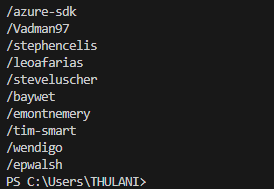 /azure-sdk
/Vadman97
/stephencelis
/leoafarias
/steveluscher
/baywet
/emontnemery
/tim-smart
/wendigo
/epwalsh
PS C:\Users\THULANI>